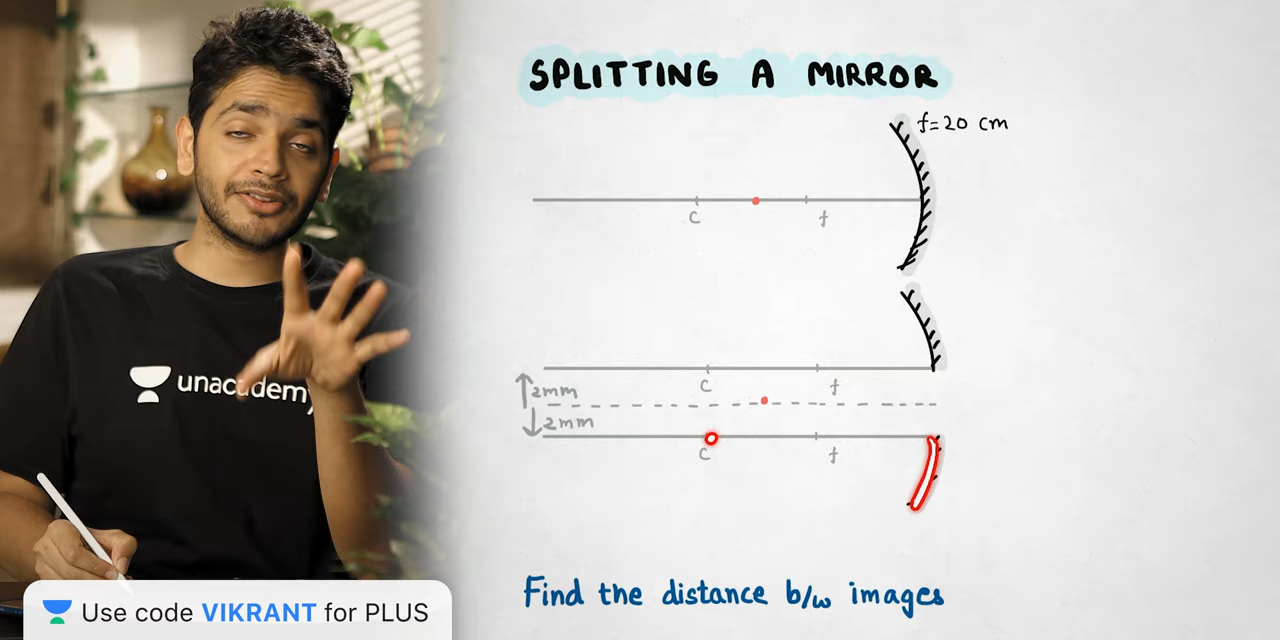 SPLITTING A MIRROR
f=20 cm
C
f
C
f
2mm
2mm
C
f
unacademy
Find the distance b/w images
Use code VIKRANT for PLUS